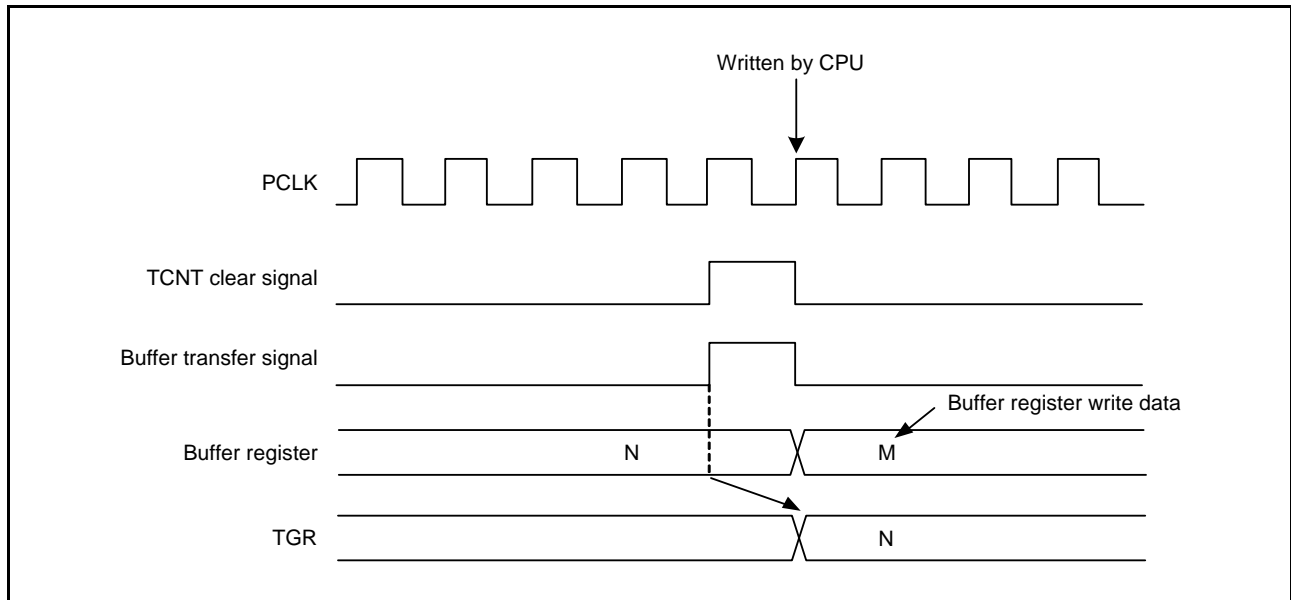 Written by CPU
PCLK
TCNT clear signal
Buffer transfer signal
Buffer register write data
Buffer register
N
M
TGR
N